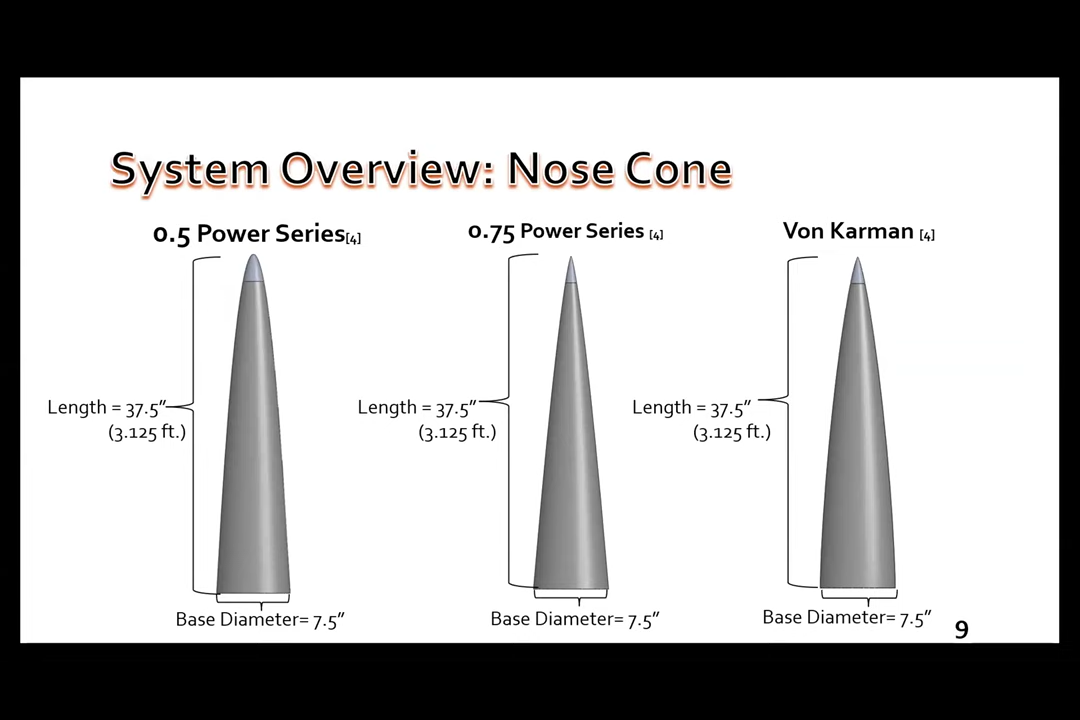 System Overview: Nose Cone
0.5 Power Series[4]
0.75 Power Series [4]
Von Karman [4]
Length = 37.5"
(3.125 ft.)
Length = 37.5"
(3.125 ft.)
Length = 37.5"
(3.125 ft.)
Base Diameter= 7.5"
Base Diameter= 7.5"
Base Diameter= 7.5"
9